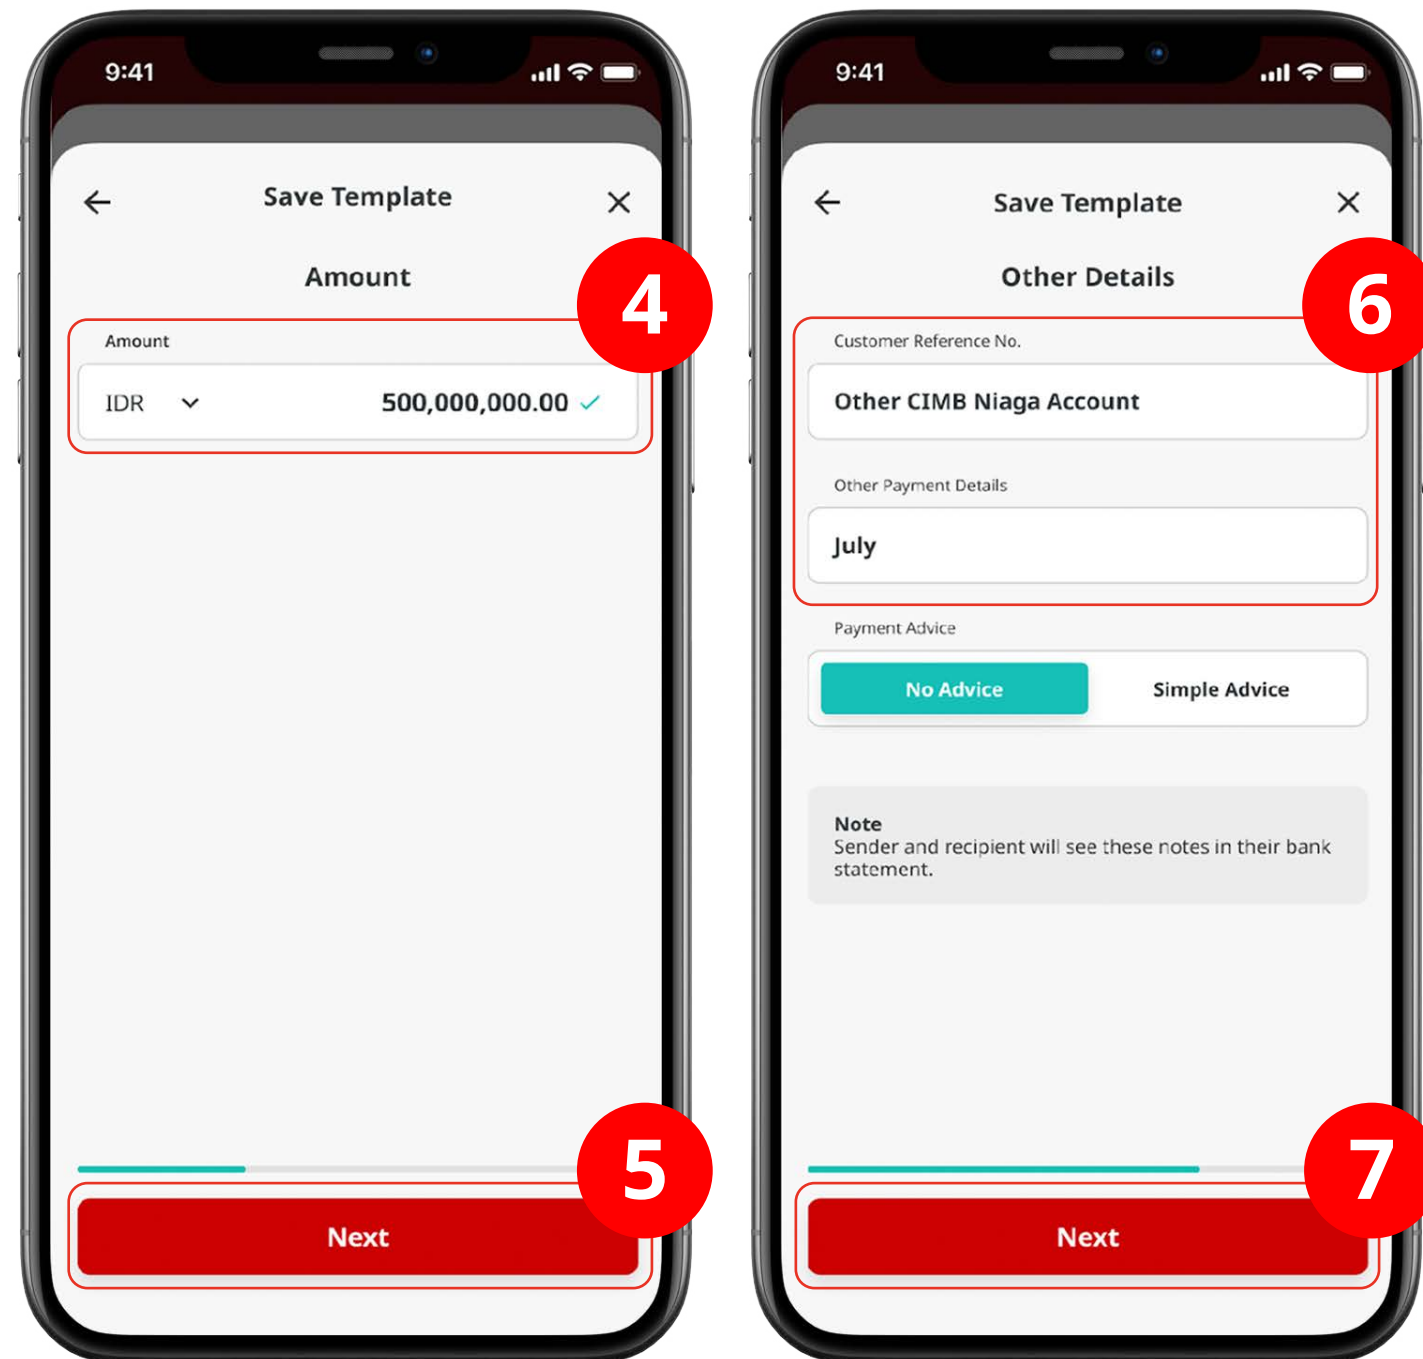 9:41
Save Template
Amount
4
Amount
IDR 500,000,000.00
5
Next
9:41
Save Template
Other Details
6
Customer Reference No.
Other CIMB Niaga Account
Other Payment Details
July
Payment Advice
No Advice Simple Advice
Note
Sender and recipient will see these notes in their bank
statement.
7
Next